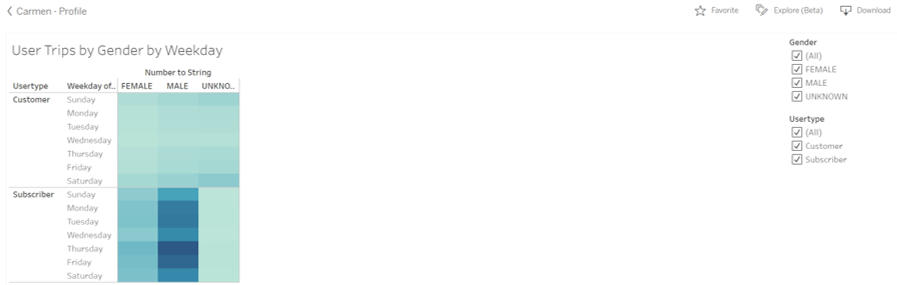 Carmen - Profile
Favorite Explore (Beta) Download
User Trips by Gender by Weekday
Number to String
Usertype Weekday of.. FEMALE MALE UNKNO..
Customer Sunday
Monday
Tuesday
Wednesday
Thursday
Friday
Saturday
Subscriber Sunday
Monday
Tuesday
Wednesday
Thursday
Friday
Saturday
Gender
(All)
FEMALE
MALE
UNKNOWN
Usertype
(All)
Customer
Subscriber